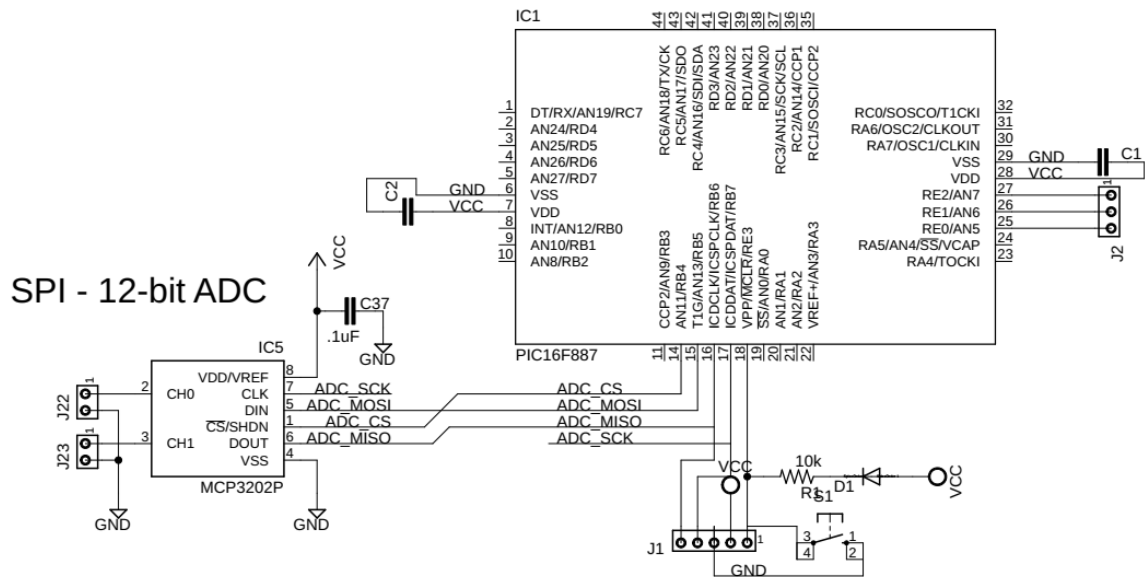 IC1
44
43
42
41
40
39
38
37
36
35
RC6/AN18/TX/CK
RC5/AN17/SDO
RC4/AN16/SDI/SDA
RD3/AN23
RD2/AN22
RD1/AN21
RD0/AN20
RC3/AN15/SCK/SCL
RC2/AN14/CCP1
RC1/SOSCI/CCP2
1 DT/RX/AN19/RC7
2 AN24/RD4
3 AN25/RD5
4 AN26/RD6
5 AN27/RD7
6 VSS
7 VDD
8 INT/AN12/RB0
9 AN10/RB1
10 AN8/RB2
C2
GND
VCC
RC0/SOSCO/T1CKI 32
RA6/OSC2/CLKOUT 31
RA7/OSC1/CLKIN 30
VSS 29
VDD 28
RE2/AN7 27
RE1/AN6 26
RE0/AN5 25
RA5/AN4/SS/VCAP 24
RA4/TOCKI 23
GND
VCC
C1
1
J2
CCP2/AN9/RB3
AN11/RB4
T1G/AN13/RB5
ICDCLK/ICSPCLK/RB6
ICDDAT/ICSPDAT/RB7
VPP/MCLR/RE3
SS/AN0/RA0
AN1/RA1
AN2/RA2
VREF+/AN3/RA3
PIC16F887
11
14
15
16
17
18
19
20
21
22
SPI - 12-bit ADC
VCC
C37
.1uF
GND
IC5
VDD/VREF 8
CLK 7
DIN 5
CS/SHDN 1
DOUT 6
VSS 4
2 CH0
3 CH1
MCP3202P
J22
1
J23
1
GND
GND
ADC_SCK
ADC_MOSI
ADC_CS
ADC_MISO
ADC_CS
ADC_MOSI
ADC_MISO
ADC_SCK
VCC
10k
R1
D1
VCC
S1
3
4
1
2
J1
1
GND